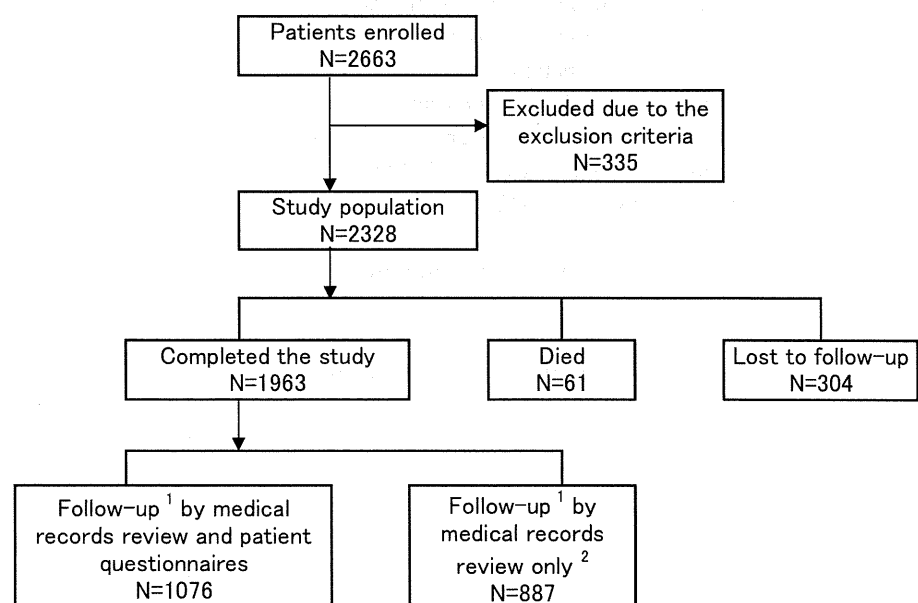 Patients enrolled
N=2663
Excluded due to the
exclusion criteria
N=335
Study population
N=2328
Completed the study
N=1963
Died
N=61
Lost to follow-up
N=304
Follow-up ¹ by medical
records review and patient
questionnaires
N=1076
Follow-up ¹ by
medical records
review only ²
N=887